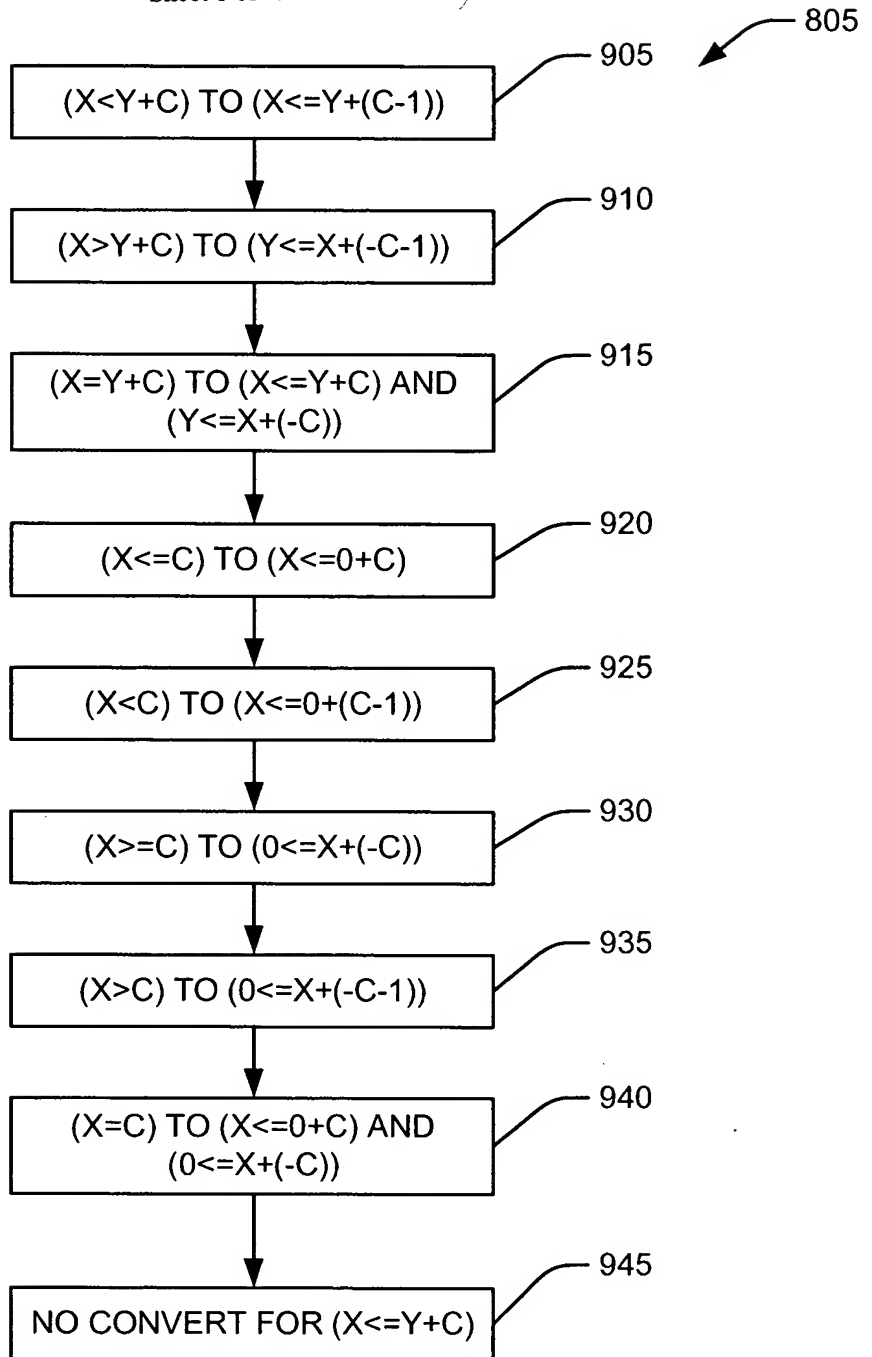 805
905
(X<Y+C) TO (X<=Y+(C-1))
910
(X>Y+C) TO (Y<=X+(-C-1))
915
(X=Y+C) TO (X<=Y+C) AND
(Y<=X+(-C))
920
(X<=C) TO (X<=0+C)
925
(X<C) TO (X<=0+(C-1))
930
(X>=C) TO (0<=X+(-C))
935
(X>C) TO (0<=X+(-C-1))
940
(X=C) TO (X<=0+C) AND
(0<=X+(-C))
945
NO CONVERT FOR (X<=Y+C)